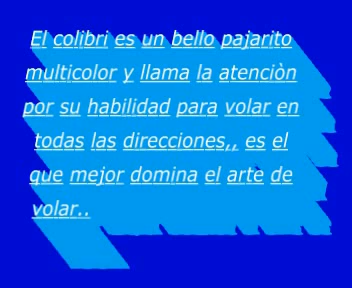 El colibri es un bello pajarito
multicolor y llama la atenciòn
por su habilidad para volar en
todas las direcciones,, es el
que mejor domina el arte de
volar..